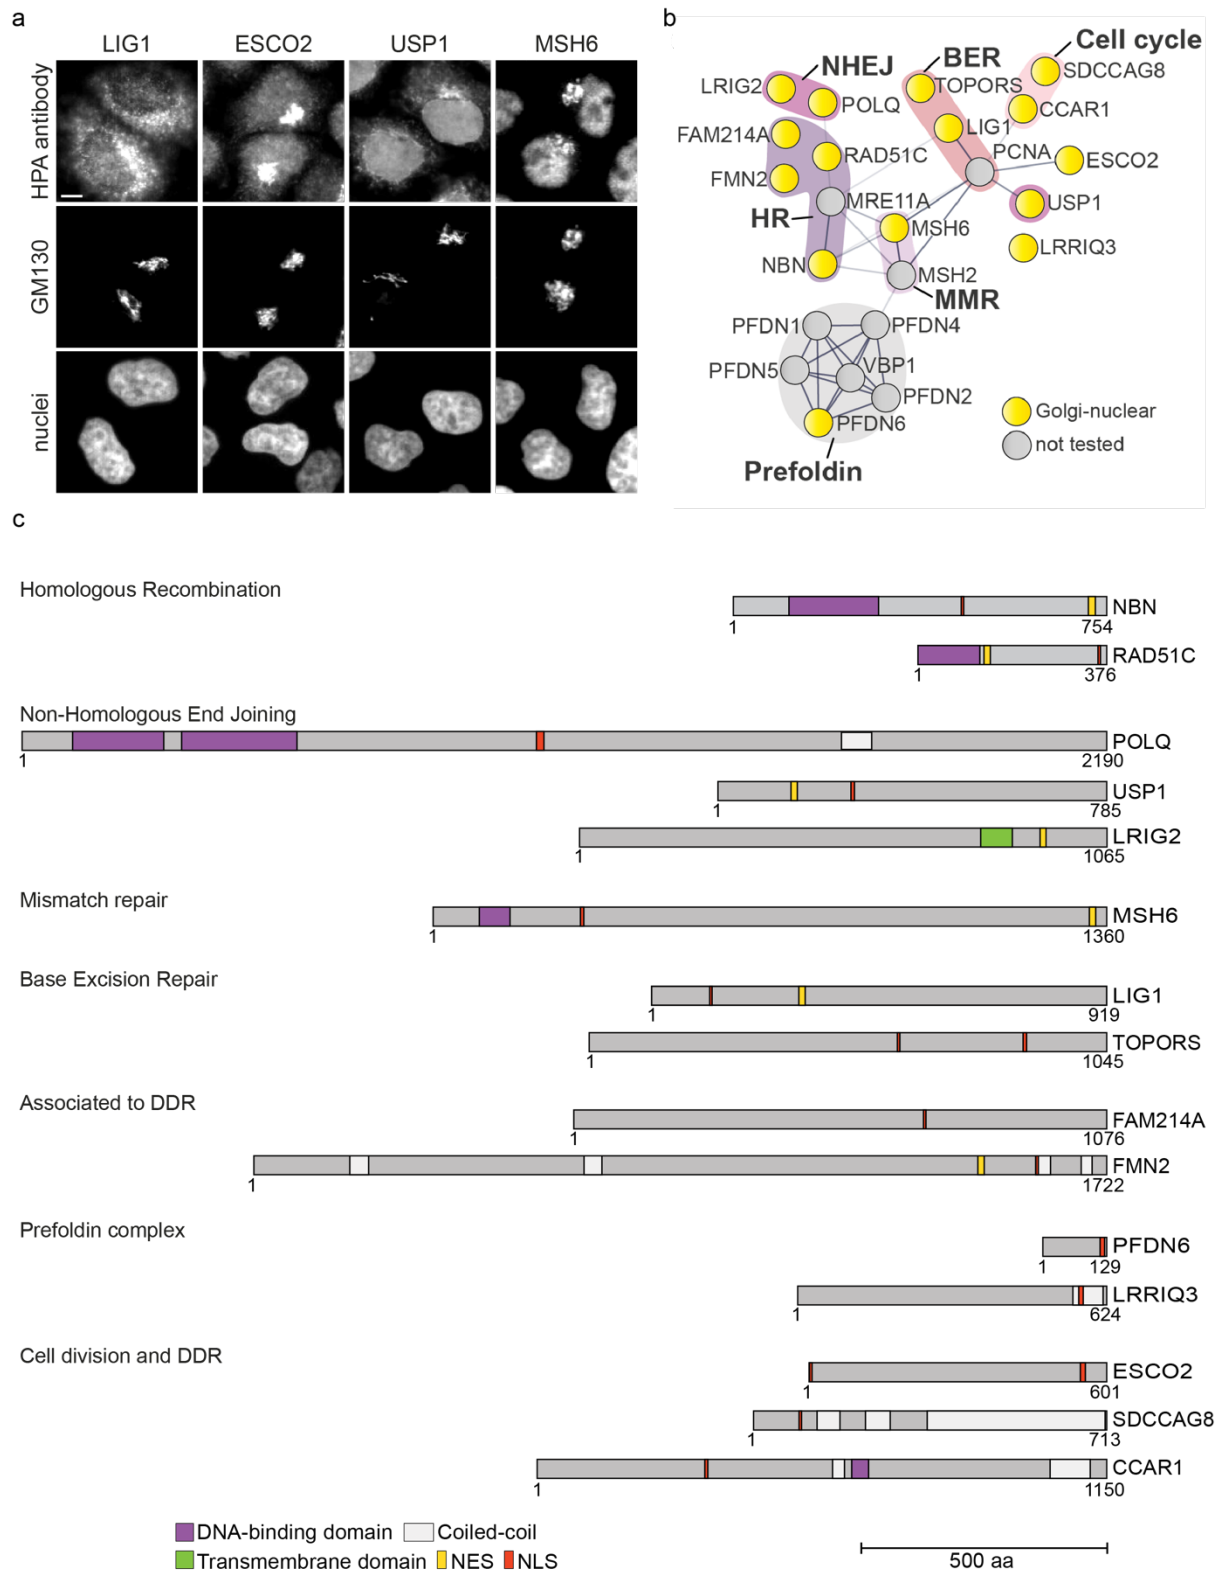 a
LIG1 ESCO2 USP1 MSH6
HPA antibody
GM130
nuclei
b
Cell cycle
NHEJ BER
SDCCAG8
LRIG2
TOPORS
POLQ
CCAR1
FAM214A
LIG1
RAD51C
PCNA
ESCO2
FMN2
MRE11A
USP1
HR
MSH6
LRRIQ3
NBN
MSH2
MMR
PFDN1
PFDN4
VBP1
PFDN5
PFDN2
PFDN6
Golgi-nuclear
not tested
Prefoldin
c
Homologous Recombination
NBN
1 754
RAD51C
1 376
Non-Homologous End Joining
POLQ
1 2190
USP1
1 785
LRIG2
1 1065
Mismatch repair
MSH6
1 1360
Base Excision Repair
LIG1
1 919
TOPORS
1 1045
Associated to DDR
FAM214A
1 1076
FMN2
1 1722
Prefoldin complex
PFDN6
1 129
LRRIQ3
1 624
Cell division and DDR
ESCO2
1 601
SDCCAG8
1 713
CCAR1
1 1150
DNA-binding domain Coiled-coil
Transmembrane domain NES NLS
500 aa